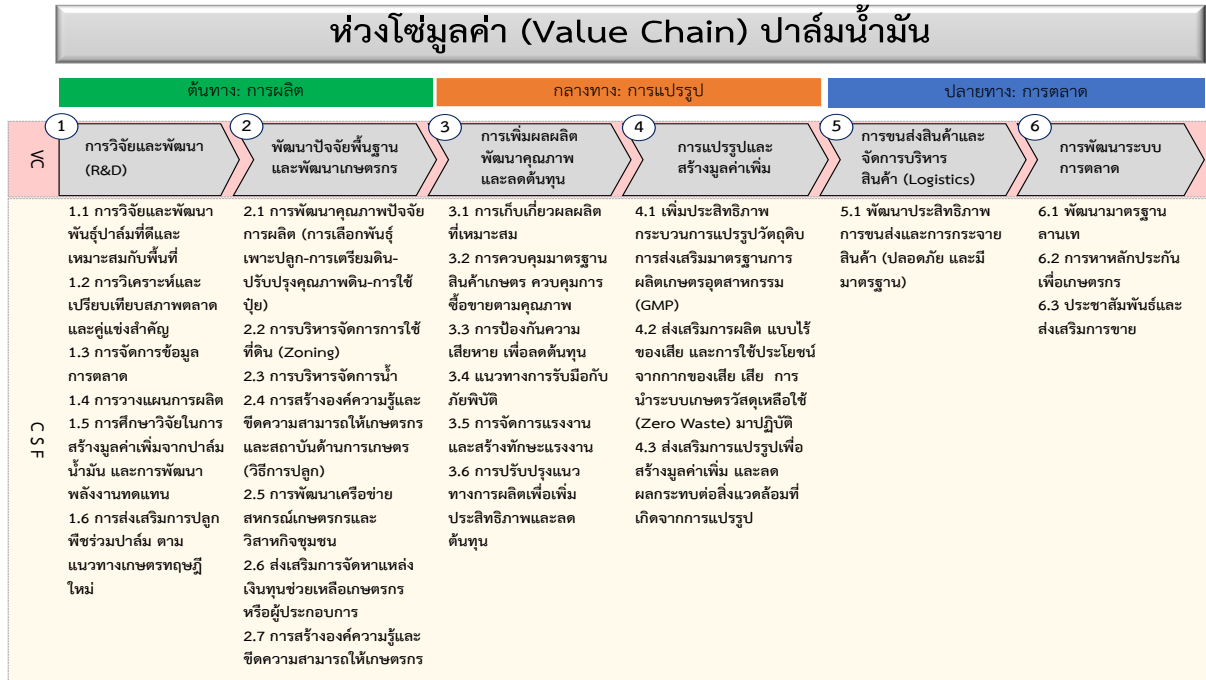 ห่วงโซ่มูลค่า (Value Chain) ปาล์มน้ำมัน
ต้นทาง: การผลิต
กลางทาง: การแปรรูป
ปลายทาง: การตลาด
VC
1
การวิจัยและพัฒนา
(R&D)
2
พัฒนาปัจจัยพื้นฐาน
และพัฒนาเกษตรกร
3
การเพิ่มผลผลิต
พัฒนาคุณภาพ
และลดต้นทุน
4
การแปรรูปและ
สร้างมูลค่าเพิ่ม
5
การขนส่งสินค้าและ
จัดการบริหาร
สินค้า (Logistics)
6
การพัฒนาระบบ
การตลาด
CSF
1.1 การวิจัยและพัฒนา
พันธุ์ปาล์มที่ดีและ
เหมาะสมกับพื้นที่
1.2 การวิเคราะห์และ
เปรียบเทียบสภาพตลาด
และคู่แข่งสำคัญ
1.3 การจัดการข้อมูล
การตลาด
1.4 การวางแผนการผลิต
1.5 การศึกษาวิจัยในการ
สร้างมูลค่าเพิ่มจากปาล์ม
น้ำมัน และการพัฒนา
พลังงานทดแทน
1.6 การส่งเสริมการปลูก
พืชร่วมปาล์ม ตาม
แนวทางเกษตรทฤษฎี
ใหม่
2.1 การพัฒนาคุณภาพปัจจัย
การผลิต (การเลือกพันธุ์
เพาะปลูก-การเตรียมดิน-
ปรับปรุงคุณภาพดิน-การใช้
ปุ๋ย)
2.2 การบริหารจัดการการใช้
ที่ดิน (Zoning)
2.3 การบริหารจัดการน้ำ
2.4 การสร้างองค์ความรู้และ
ขีดความสามารถให้เกษตรกร
และสถาบันด้านการเกษตร
(วิธีการปลูก)
2.5 การพัฒนาเครือข่าย
สหกรณ์เกษตรกรและ
วิสาหกิจชุมชน
2.6 ส่งเสริมการจัดหาแหล่ง
เงินทุนช่วยเหลือเกษตรกร
หรือผู้ประกอบการ
2.7 การสร้างองค์ความรู้และ
ขีดความสามารถให้เกษตรกร
3.1 การเก็บเกี่ยวผลผลิต
ที่เหมาะสม
3.2 การควบคุมมาตรฐาน
สินค้าเกษตร ควบคุมการ
ซื้อขายตามคุณภาพ
3.3 การป้องกันความ
เสียหาย เพื่อลดต้นทุน
3.4 แนวทางการรับมือกับ
ภัยพิบัติ
3.5 การจัดการแรงงาน
และสร้างทักษะแรงงาน
3.6 การปรับปรุงแนว
ทางการผลิตเพื่อเพิ่ม
ประสิทธิภาพและลด
ต้นทุน
4.1 เพิ่มประสิทธิภาพ
กระบวนการแปรรูปวัตถุดิบ
การส่งเสริมมาตรฐานการ
ผลิตเกษตรอุตสาหกรรม
(GMP)
4.2 ส่งเสริมการผลิต แบบไร้
ของเสีย และการใช้ประโยชน์
จากกากของเสีย เสีย การ
นำระบบเกษตรวัสดุเหลือใช้
(Zero Waste) มาปฏิบัติ
4.3 ส่งเสริมการแปรรูปเพื่อ
สร้างมูลค่าเพิ่ม และลด
ผลกระทบต่อสิ่งแวดล้อมที่
เกิดจากการแปรรูป
5.1 พัฒนาประสิทธิภาพ
การขนส่งและการกระจาย
สินค้า (ปลอดภัย และมี
มาตรฐาน)
6.1 พัฒนามาตรฐาน
ลานเท
6.2 การหาหลักประกัน
เพื่อเกษตรกร
6.3 ประชาสัมพันธ์และ
ส่งเสริมการขาย